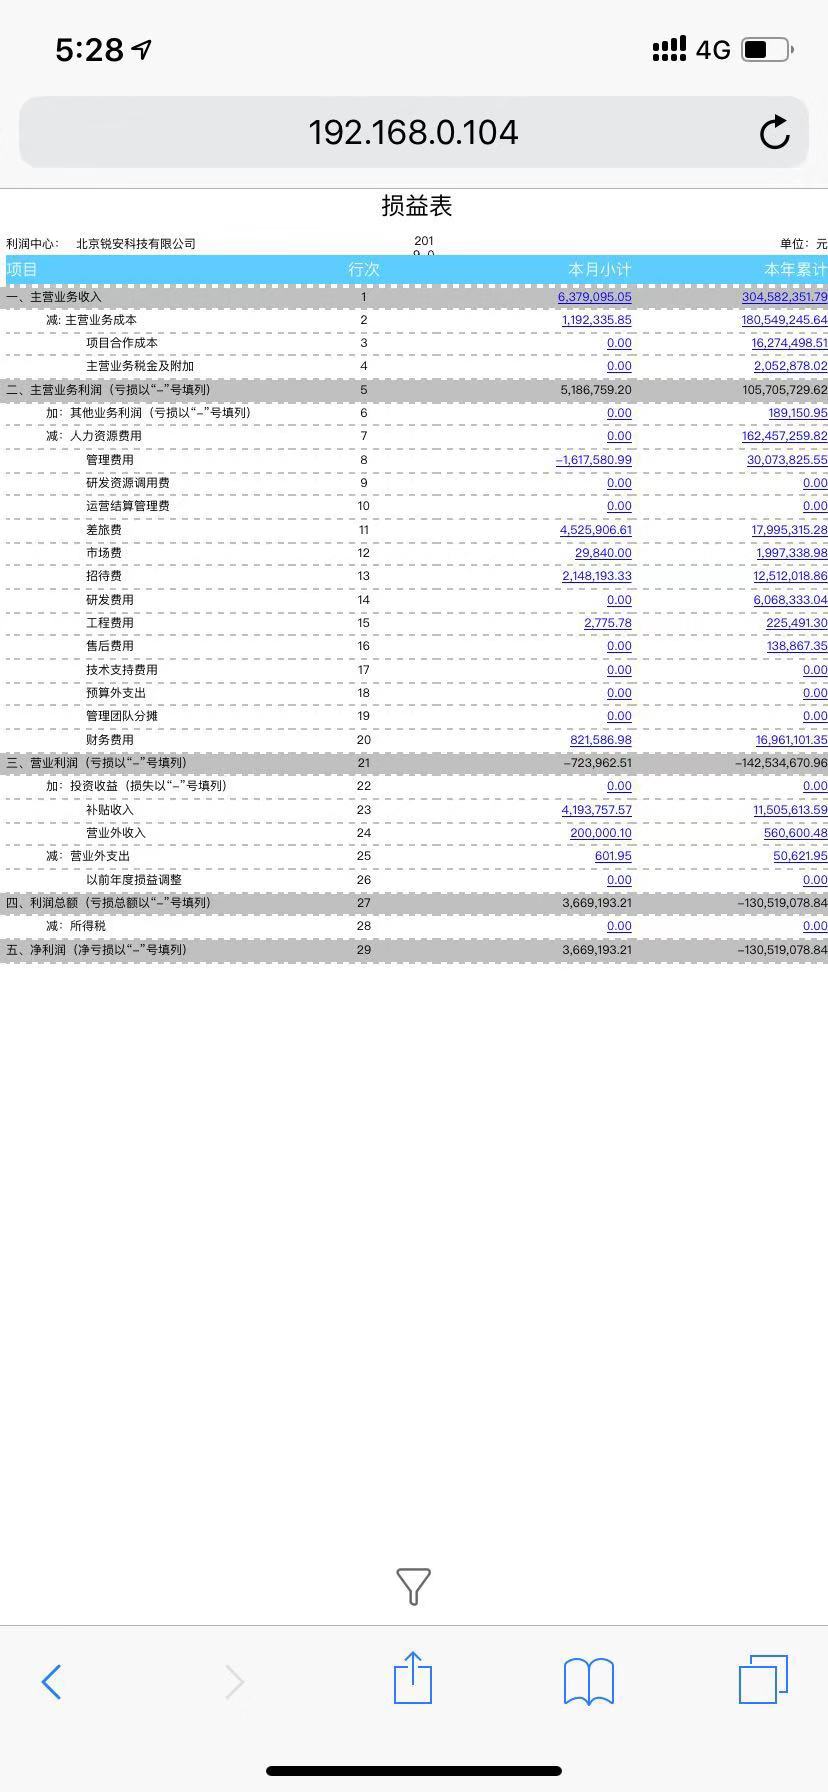 5:28 4G
192.168.0.104
损益表
利润中心： 北京锐安科技有限公司 201 单位：元
项目 行次 本月小计 本年累计
一、主营业务收入 1 6,379,095.05 304,582,351.79
减: 主营业务成本 2 1,192,335.85 180,549,245.64
项目合作成本 3 0.00 16,274,498.51
主营业务税金及附加 4 0.00 2,052,878.02
二、主营业务利润（亏损以“–”号填列） 5 5,186,759.20 105,705,729.62
加：其他业务利润（亏损以“–”号填列） 6 0.00 189,150.95
减：人力资源费用 7 0.00 162,457,259.82
管理费用 8 –1,617,580.99 30,073,825.55
研发资源调用费 9 0.00 0.00
运营结算管理费 10 0.00 0.00
差旅费 11 4,525,906.61 17,995,315.28
市场费 12 29,840.00 1,997,338.98
招待费 13 2,148,193.33 12,512,018.86
研发费用 14 0.00 6,068,333.04
工程费用 15 2,775.78 225,491.30
售后费用 16 0.00 138,867.35
技术支持费用 17 0.00 0.00
预算外支出 18 0.00 0.00
管理团队分摊 19 0.00 0.00
财务费用 20 821,586.98 16,961,101.35
三、营业利润（亏损以“–”号填列） 21 –723,962.51 –142,534,670.96
加：投资收益（损失以“–”号填列） 22 0.00 0.00
补贴收入 23 4,193,757.57 11,505,613.59
营业外收入 24 200,000.10 560,600.48
减：营业外支出 25 601.95 50,621.95
以前年度损益调整 26 0.00 0.00
四、利润总额（亏损总额以“–”号填列） 27 3,669,193.21 –130,519,078.84
减：所得税 28 0.00 0.00
五、净利润（净亏损以“–”号填列） 29 3,669,193.21 –130,519,078.84